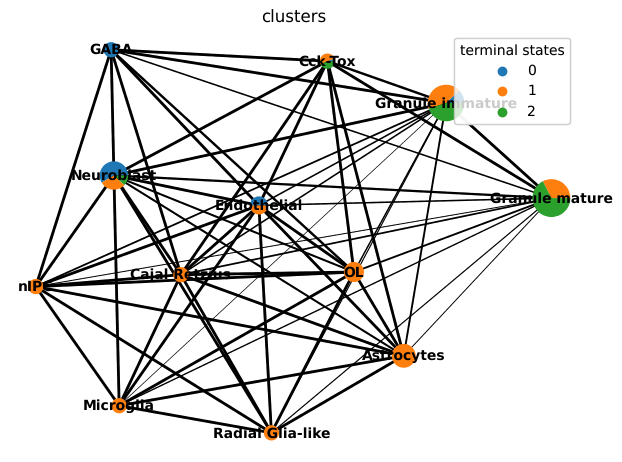 clusters
GABA
Cck-Tox
terminal states
0
1
2
Granule immature
Neuroblast
Granule mature
Endothelial
Cajal Retzius
OL
nIPC
Astrocytes
Microglia
Radial Glia-like